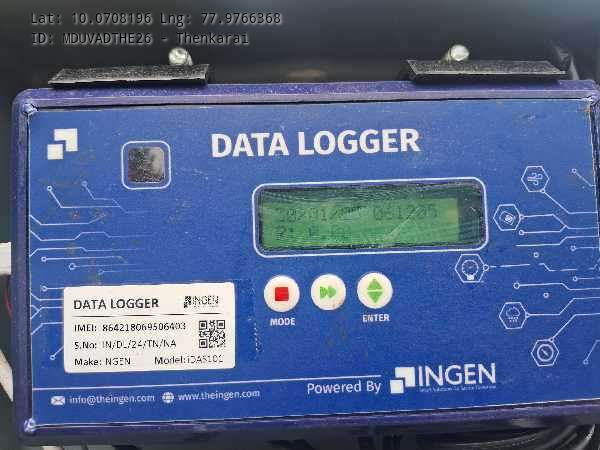 Lat: 10.0708196 Lng: 77.9766368
ID: MDUVADTHE26 - Thenkarai
DATA LOGGER
MODE
ENTER
DATA LOGGER
INGEN
IMEI: 864218069506403
S.No: IN/DL/24/TN/NA
Make: NGEN Model: iDAS101
Powered By
INGEN
info@theingen.com
www.theingen.com